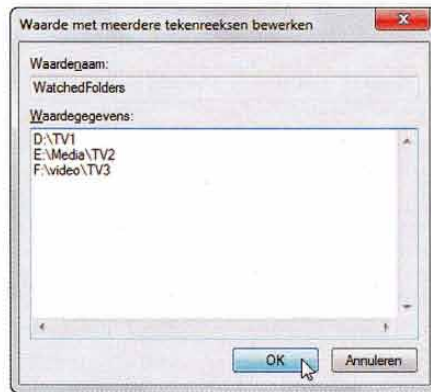 Waarde met meerdere tekenreeksen bewerken
Waardenaam:
WatchedFolders
Waardegegevens:
D:\TV1
E:\Media\TV2
F:\video\TV3
OK
Annuleren